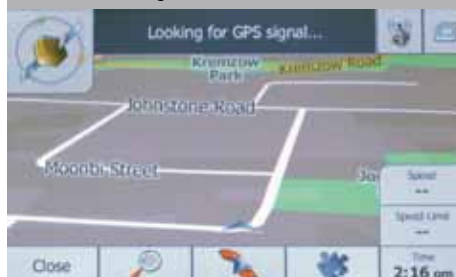 Looking for GPS signal...
Kremzow
Park
Kremzow Road
Johnstone Road
Moonbi Street
Jo
Speed
--
Speed Limit
--
Close
Time
2:16 pm